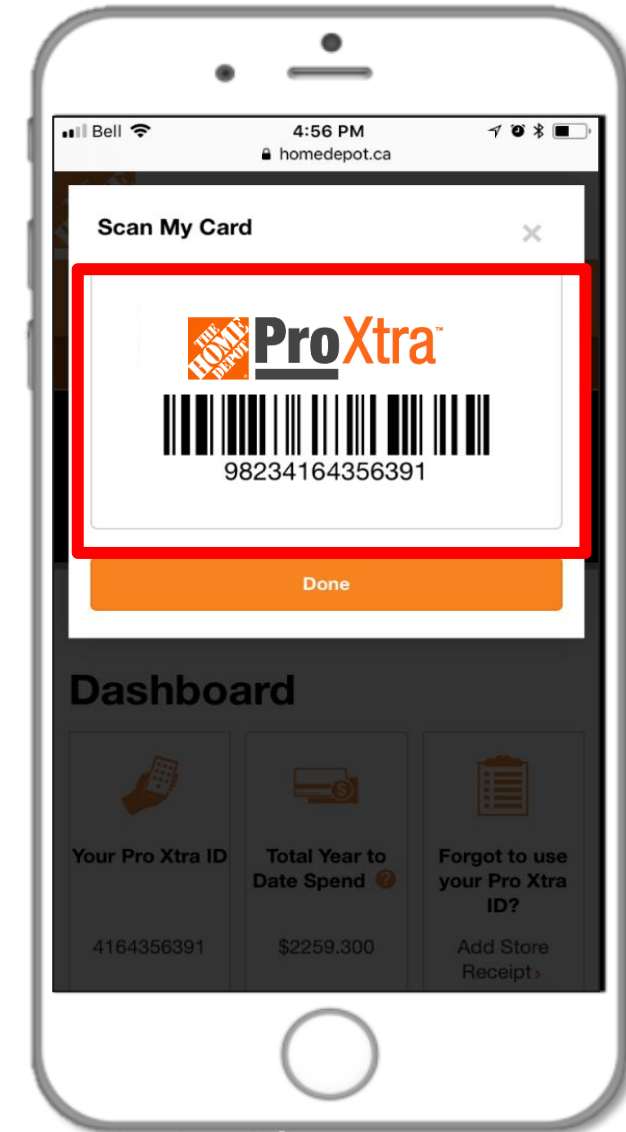 Bell
4:56 PM
homedepot.ca
Scan My Card
THE HOME DEPOT
ProXtra™
98234164356391
Done
Dashboard
Your Pro Xtra ID
Total Year to Date Spend ?
Forgot to use your Pro Xtra ID?
4164356391
$2259.300
Add Store Receipt ›